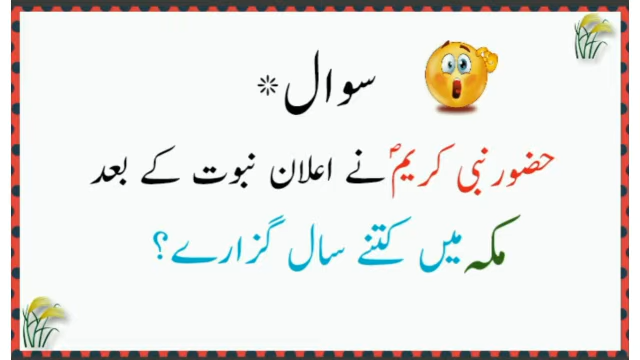 سوال*
حضور نبی کریمؐ نے اعلان نبوت کے بعد
مکہ میں کتنے سال گزارے؟